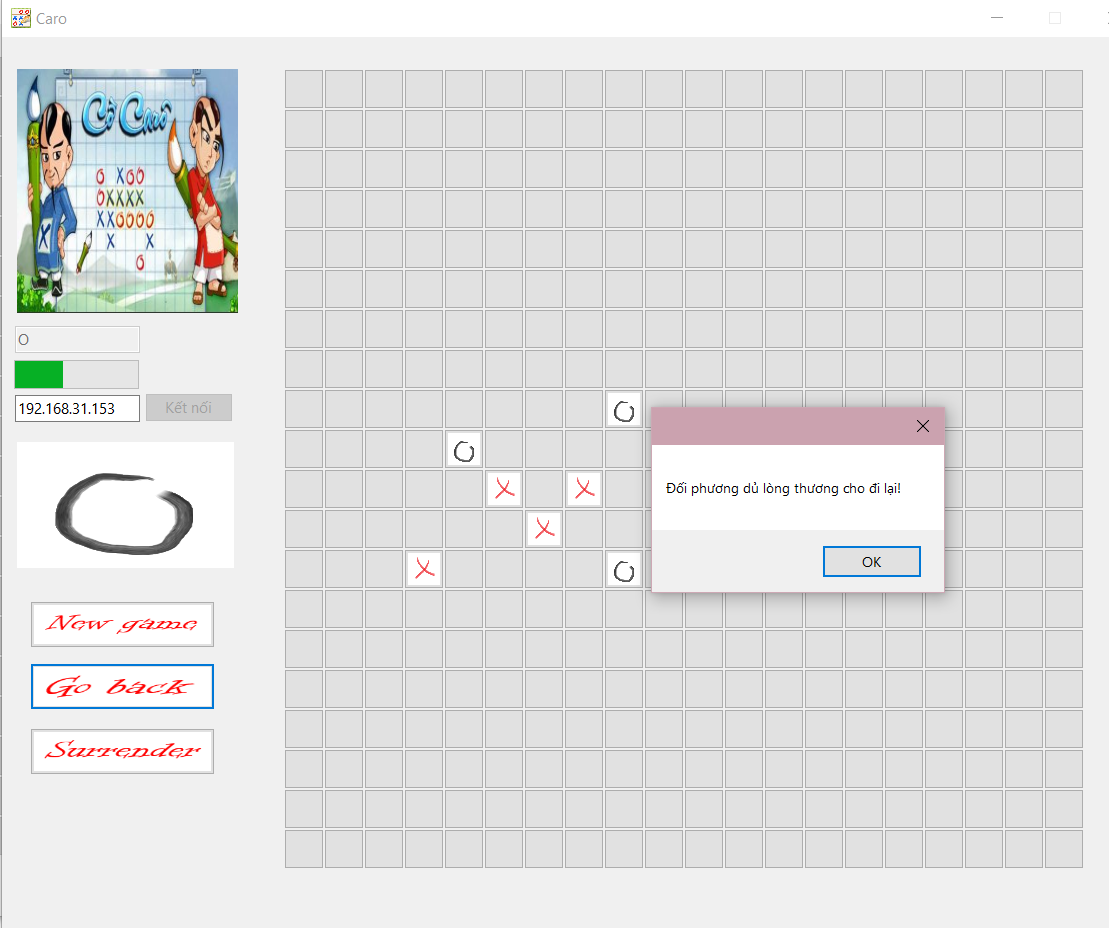 Caro
Cờ Carô
O X O O
O X X X X
X X O O O O
X X
O
X
O
192.168.31.153
Kết nối
New game
Go back
Surrender
O
O
X X
X
X O
Đối phương dủ lòng thương cho đi lại!
OK